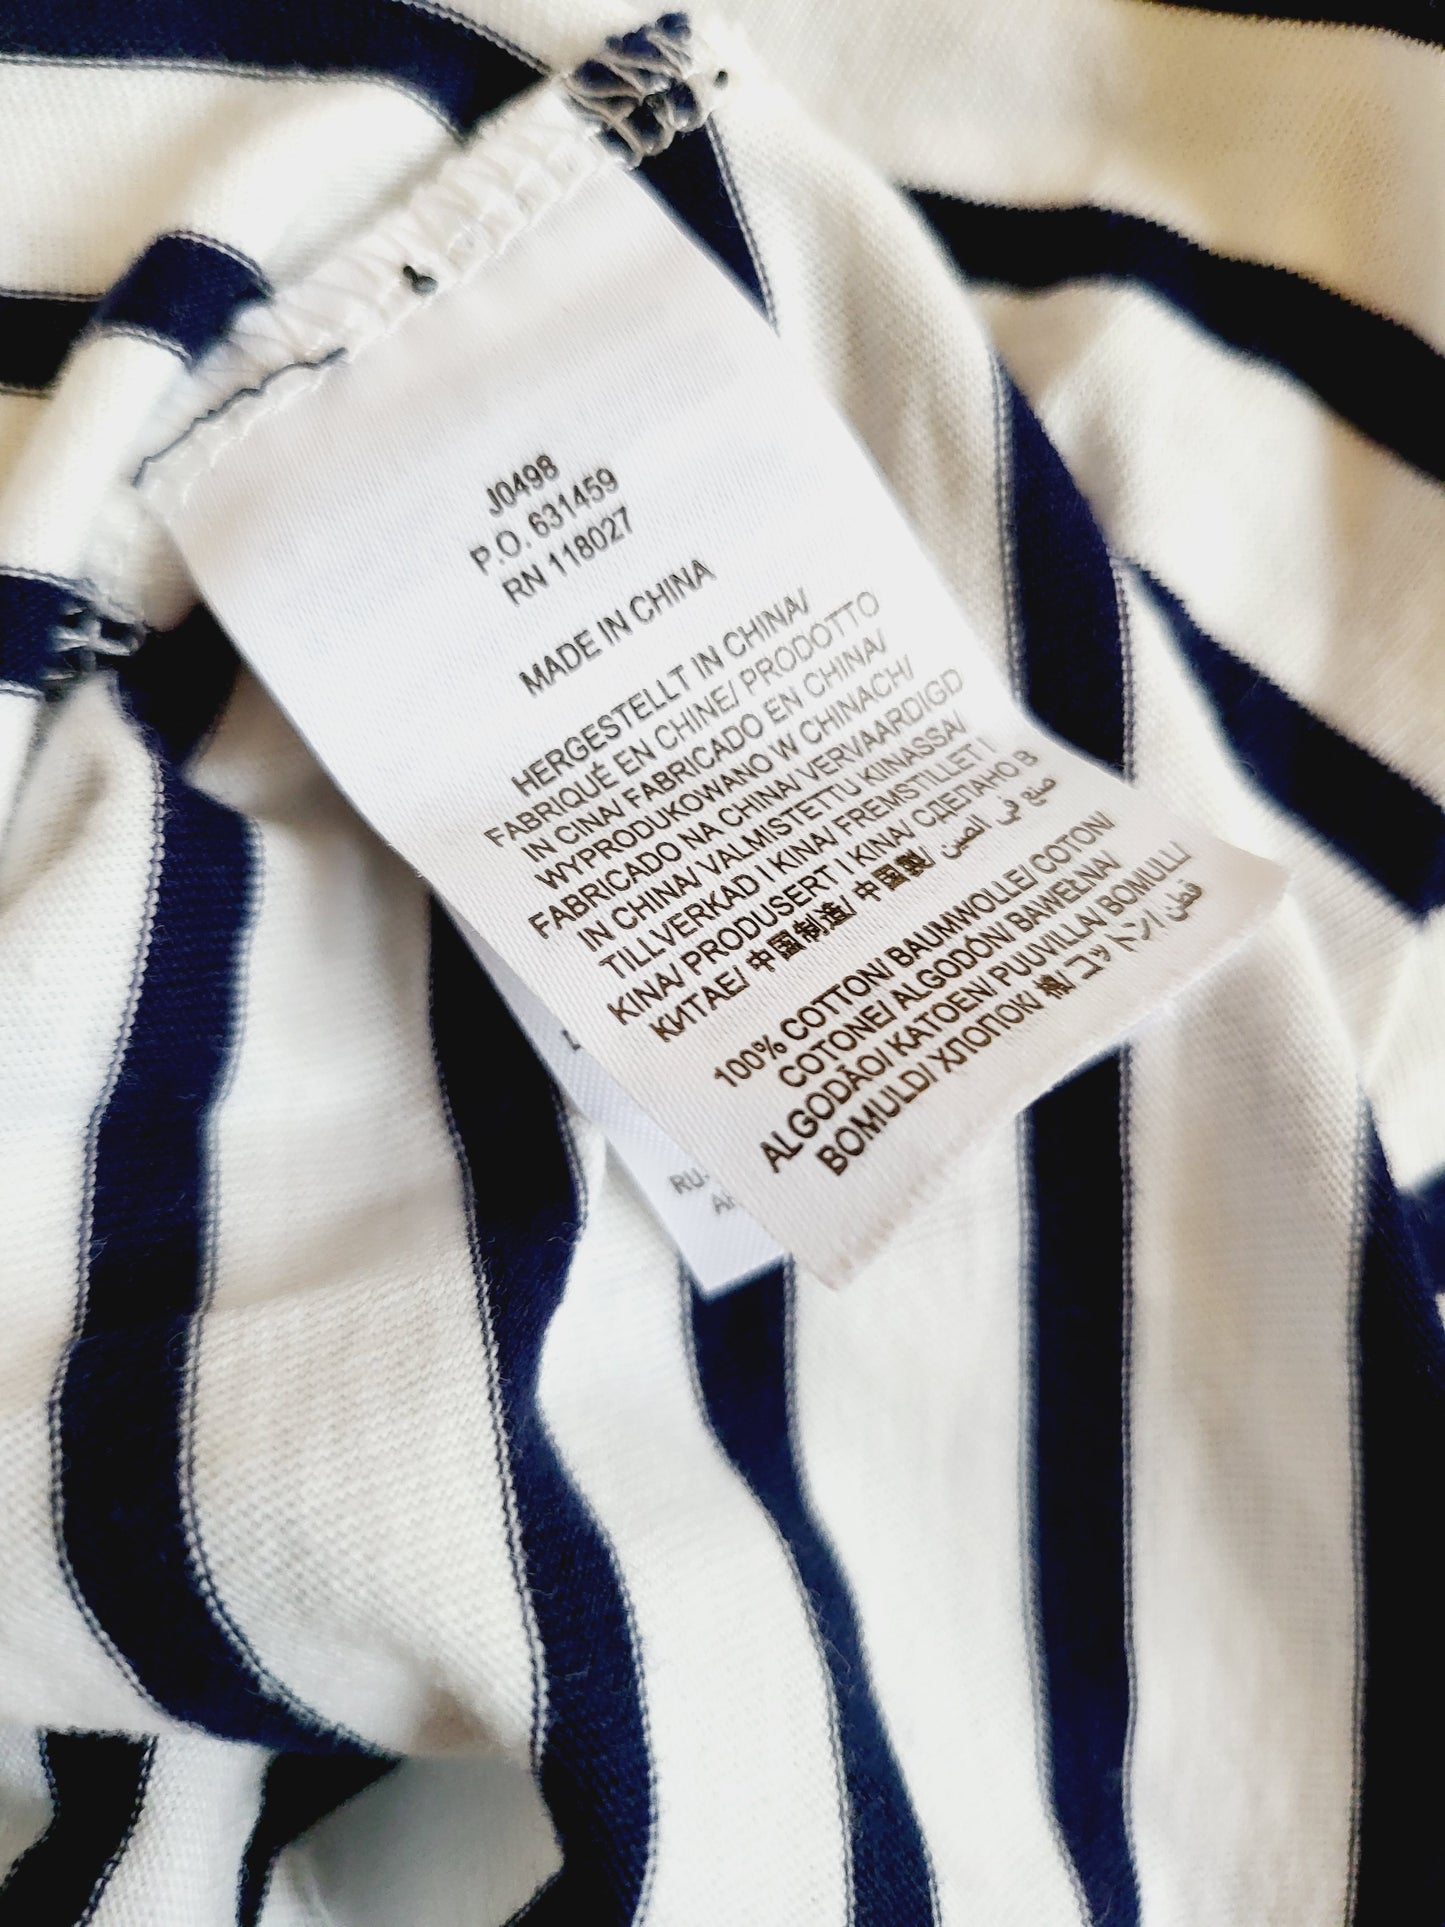 J0498
P.O. 631459
RN 118027
MADE IN CHINA
HERGESTELLT IN CHINA/
FABRIQUÉ EN CHINE/ PRODOTTO
IN CINA/ FABRICADO EN CHINA/
WYPRODUKOWANO W CHINACH/
FABRICADO NA CHINA/ VERVAARDIGD
IN CHINA/ VALMISTETTU KIINASSA/
TILLVERKAD I KINA/ FREMSTILLET I
KINA/ PRODUSERT I KINA/ СДЕЛАНО В
КИТАЕ/ 中国制造/ 中国製/ صنع في الصين
100% COTTON/ BAUMWOLLE/ COTON/
COTONE/ ALGODÓN/ BAWEŁNA/
ALGODÃO/ KATOEN/ PUUVILLA/ BOMULL/
BOMULD/ ХЛОПОК/ 棉/ コットン/ قطن
RU-